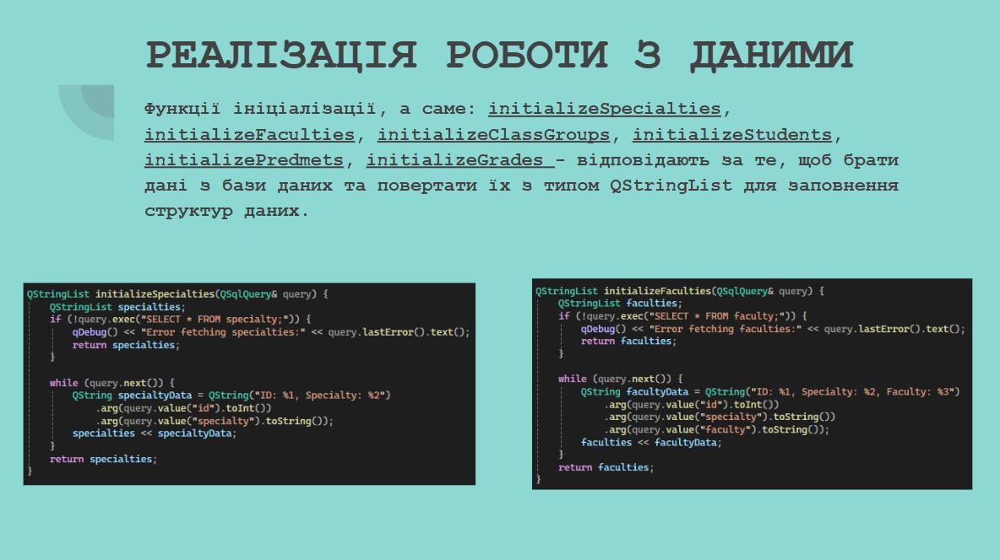 РЕАЛІЗАЦІЯ РОБОТИ З ДАНИМИ
Функції ініціалізації, а саме: initializeSpecialties,
initializeFaculties, initializeClassGroups, initializeStudents,
initializePredmets, initializeGrades – відповідають за те, щоб брати
дані з бази даних та повертати їх з типом QStringList для заповнення
структур даних.
QStringList initializeSpecialties(QSqlQuery& query) {
    QStringList specialties;
    if (!query.exec("SELECT * FROM specialty;")) {
        qDebug() << "Error fetching specialties:" << query.lastError().text();
        return specialties;
    }
    while (query.next()) {
        QString specialtyData = QString("ID: %1, Specialty: %2")
            .arg(query.value("id").toInt())
            .arg(query.value("specialty").toString());
        specialties << specialtyData;
    }
    return specialties;
}
QStringList initializeFaculties(QSqlQuery& query) {
    QStringList faculties;
    if (!query.exec("SELECT * FROM faculty;")) {
        qDebug() << "Error fetching faculties:" << query.lastError().text();
        return faculties;
    }
    while (query.next()) {
        QString facultyData = QString("ID: %1, Specialty: %2, Faculty: %3")
            .arg(query.value("id").toInt())
            .arg(query.value("specialty").toString())
            .arg(query.value("faculty").toString());
        faculties << facultyData;
    }
    return faculties;
}